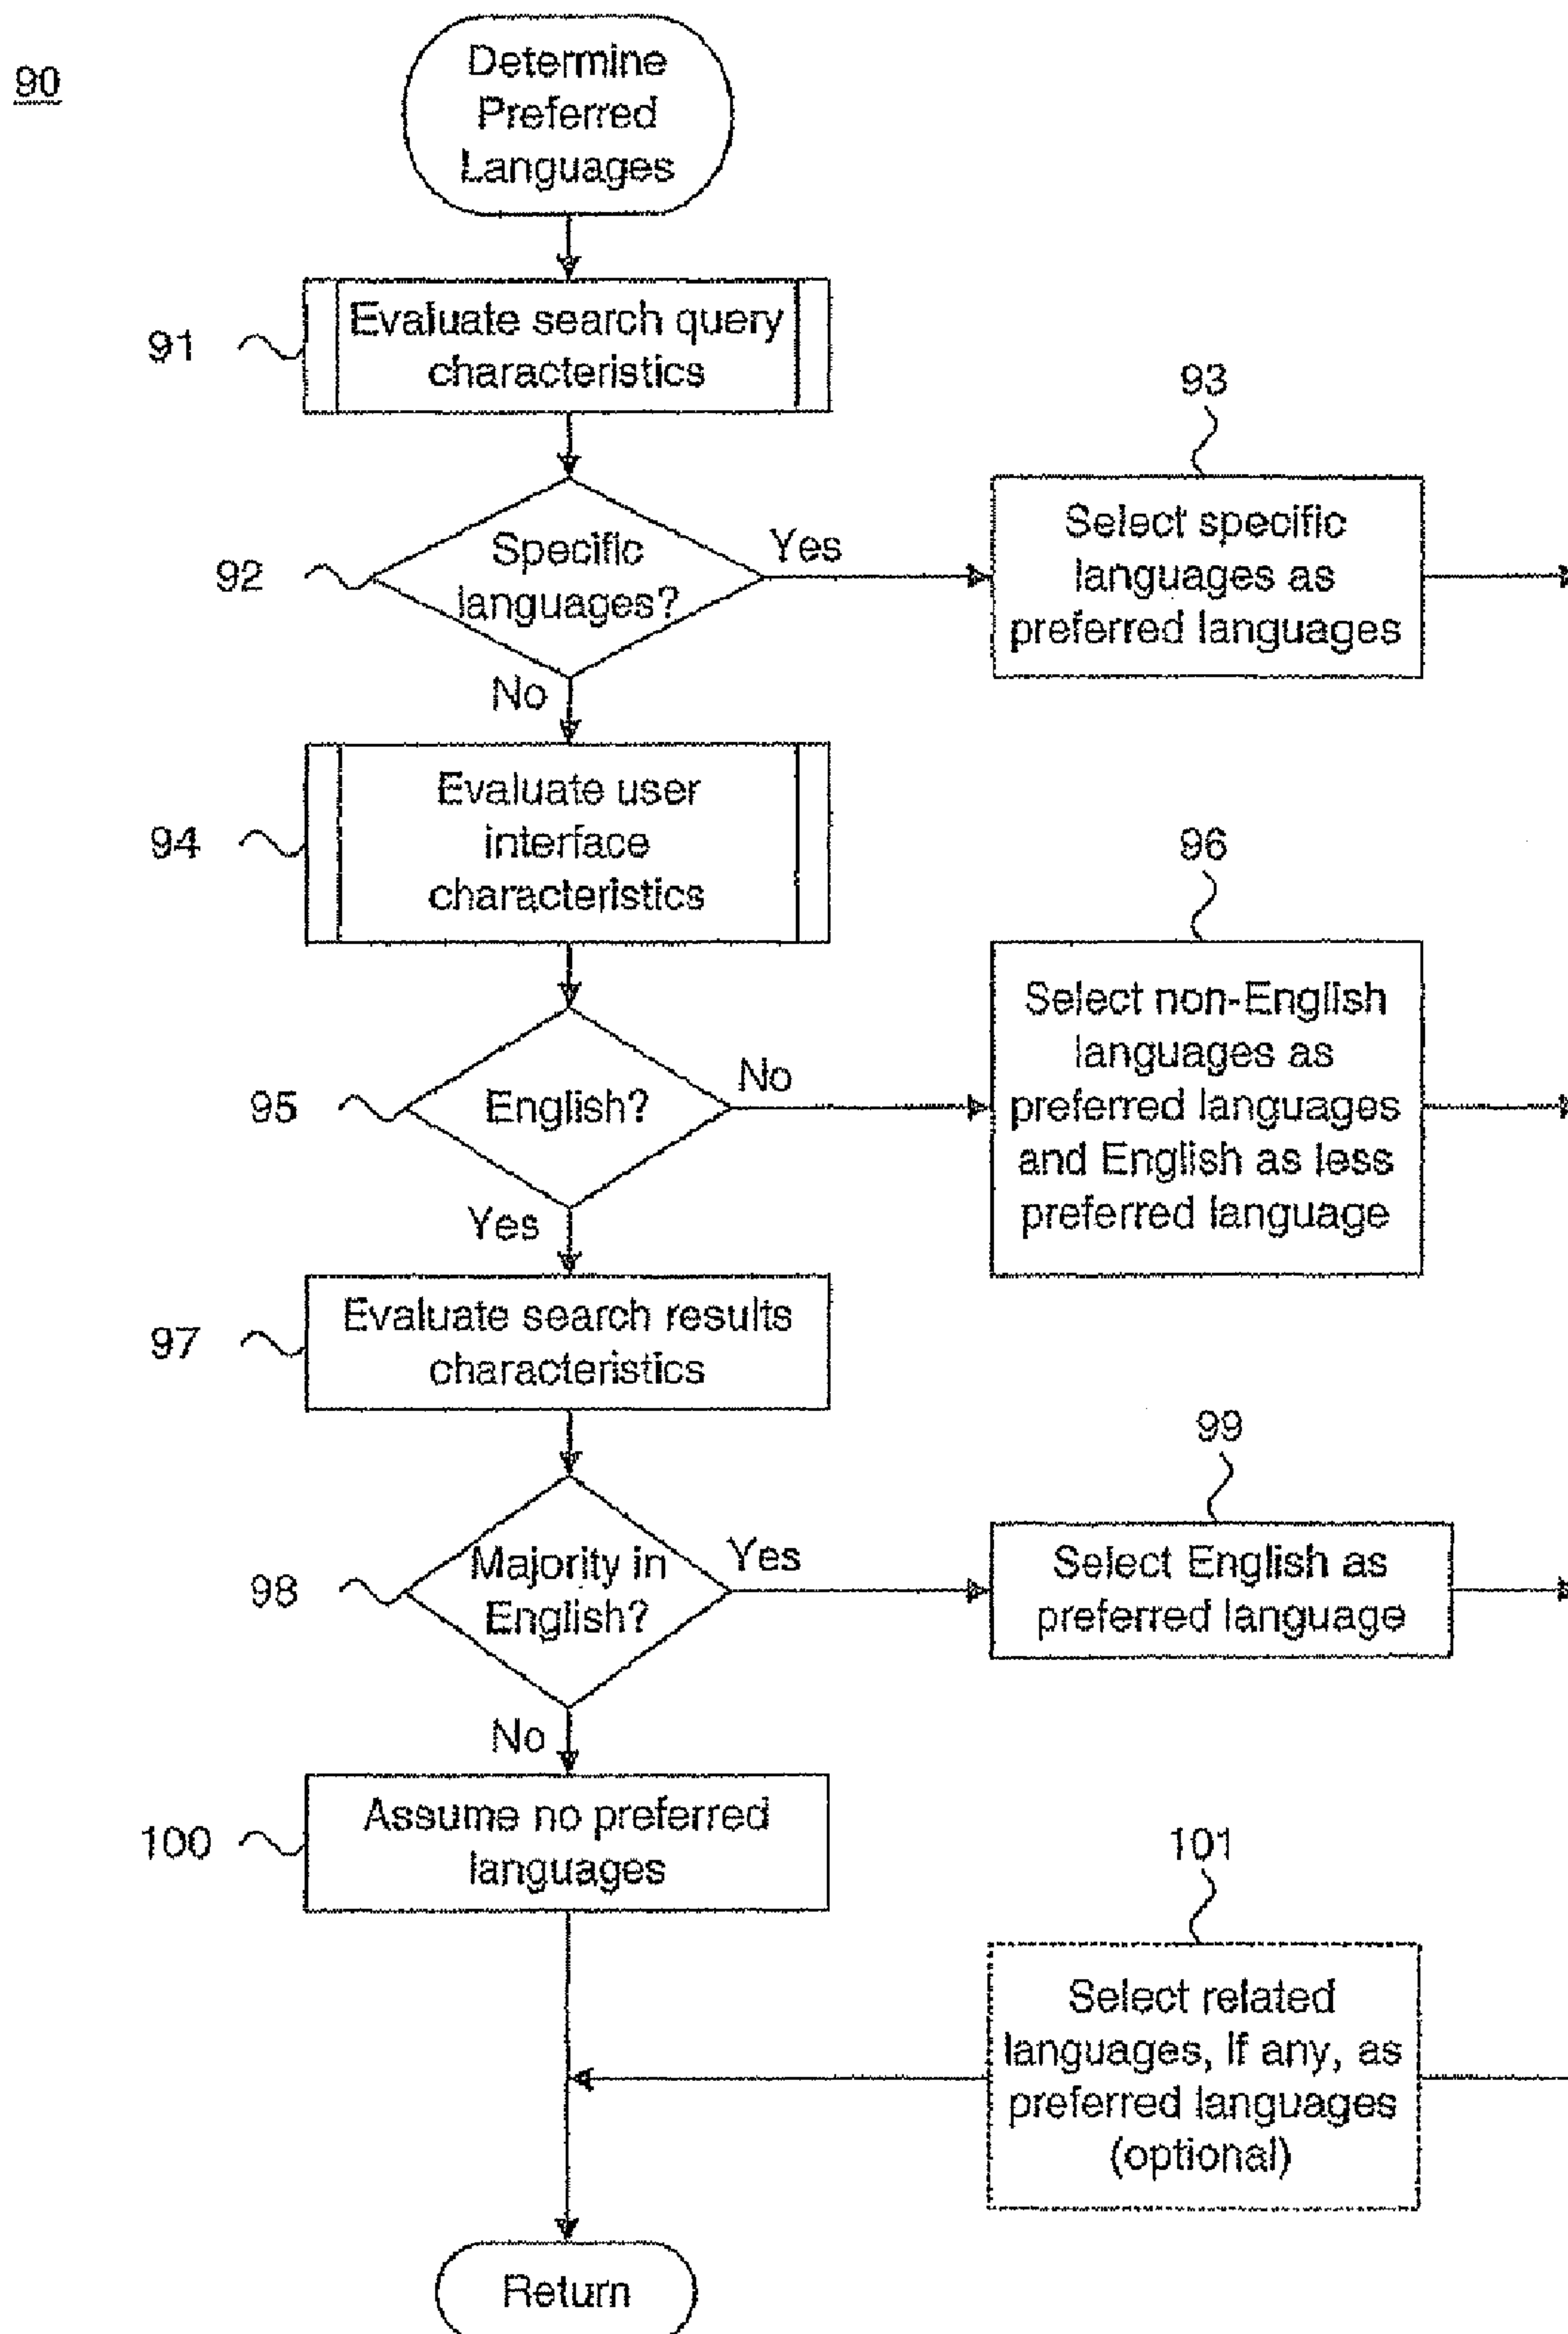 90
Determine
Preferred
Languages
91
Evaluate search query
characteristics
92
Specific
languages?
Yes
No
93
Select specific
languages as
preferred languages
94
Evaluate user
interface
characteristics
95
English?
No
Yes
96
Select non-English
languages as
preferred languages
and English as less
preferred language
97
Evaluate search results
characteristics
98
Majority in
English?
Yes
No
99
Select English as
preferred language
100
Assume no preferred
languages
101
Select related
languages, if any, as
preferred languages
(optional)
Return